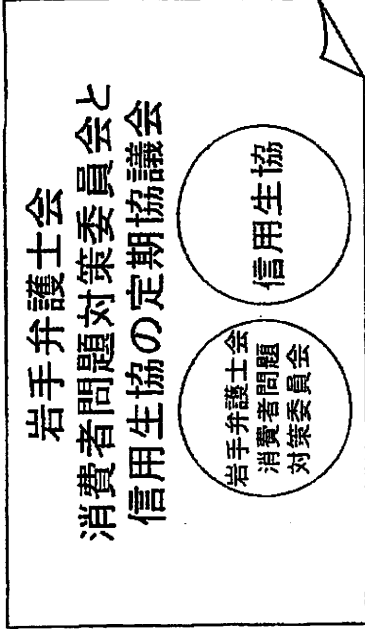 岩手弁護士会
消費者問題対策委員会と
信用生協の定期協議会
岩手弁護士会
消費者問題
対策委員会
信用生協